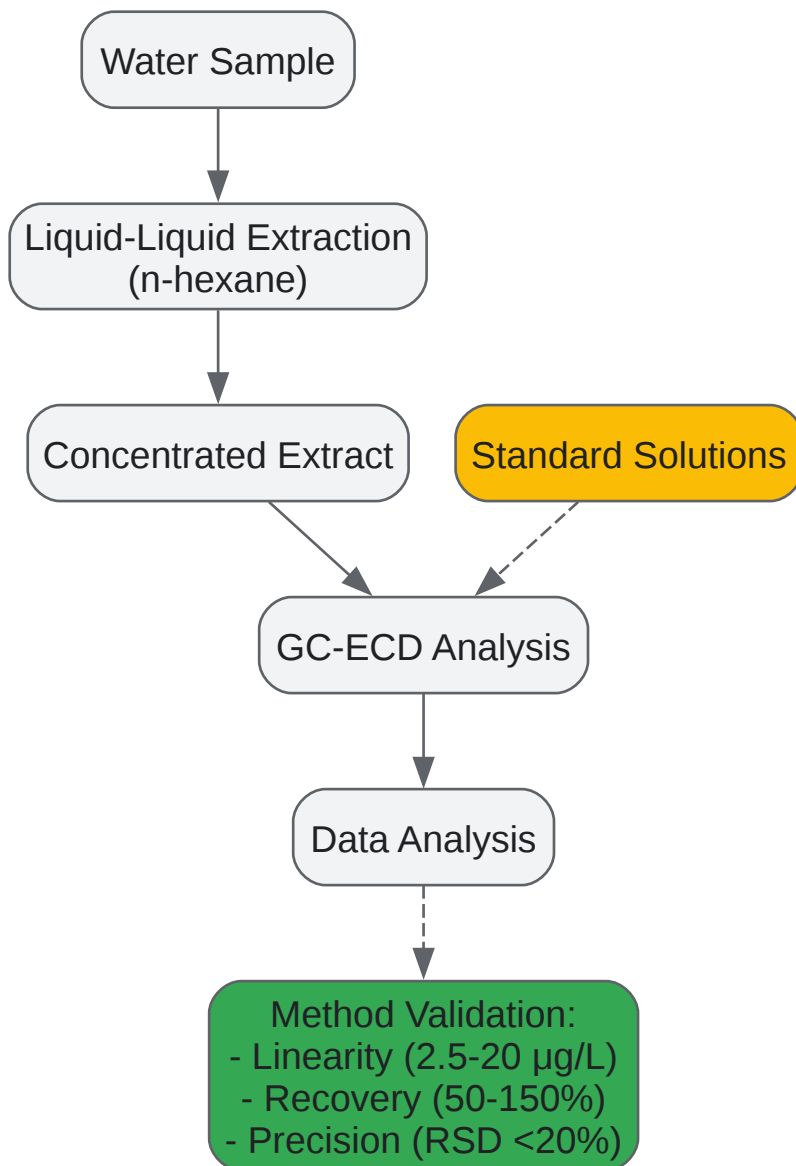 Water Sample
Liquid-Liquid Extraction
(n-hexane)
Concentrated Extract
Standard Solutions
GC-ECD Analysis
Data Analysis
Method Validation:
- Linearity (2.5-20 µg/L)
- Recovery (50-150%)
- Precision (RSD <20%)